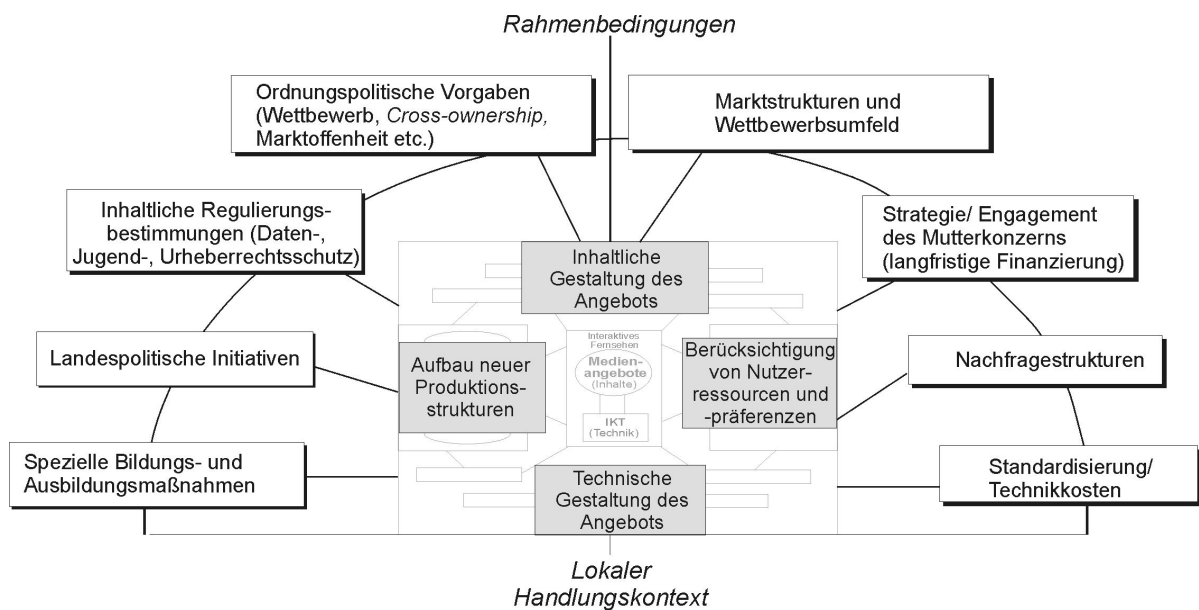 Rahmenbedingungen
Ordnungspolitische Vorgaben
(Wettbewerb, Cross-ownership,
Marktoffenheit etc.)
Marktstrukturen und
Wettbewerbsumfeld
Inhaltliche Regulierungs-
bestimmungen (Daten-,
Jugend-, Urheberrechtsschutz)
Strategie/ Engagement
des Mutterkonzerns
(langfristige Finanzierung)
Inhaltliche
Gestaltung des
Angebots
Landespolitische Initiativen
Aufbau neuer
Produktions-
strukturen
Interaktives
Fernsehen
Medien-
angebote
(Inhalte)
IKT
(Technik)
Berücksichtigung
von Nutzer-
ressourcen und
-präferenzen
Nachfragestrukturen
Spezielle Bildungs- und
Ausbildungsmaßnahmen
Technische
Gestaltung des
Angebots
Standardisierung/
Technikkosten
Lokaler
Handlungskontext